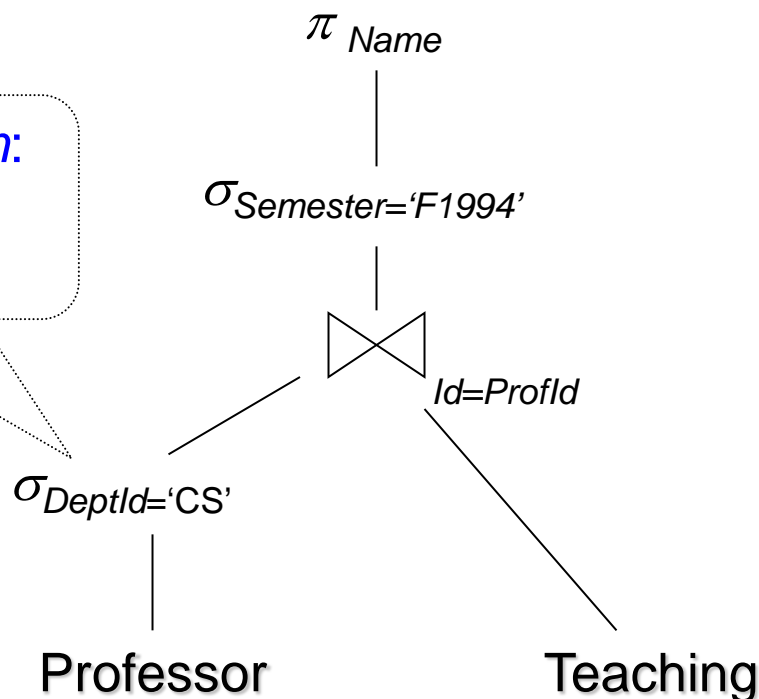 π Name
σSemester=‘F1994’
Id=ProfId
σDeptId=‘CS’
Professor
Teaching